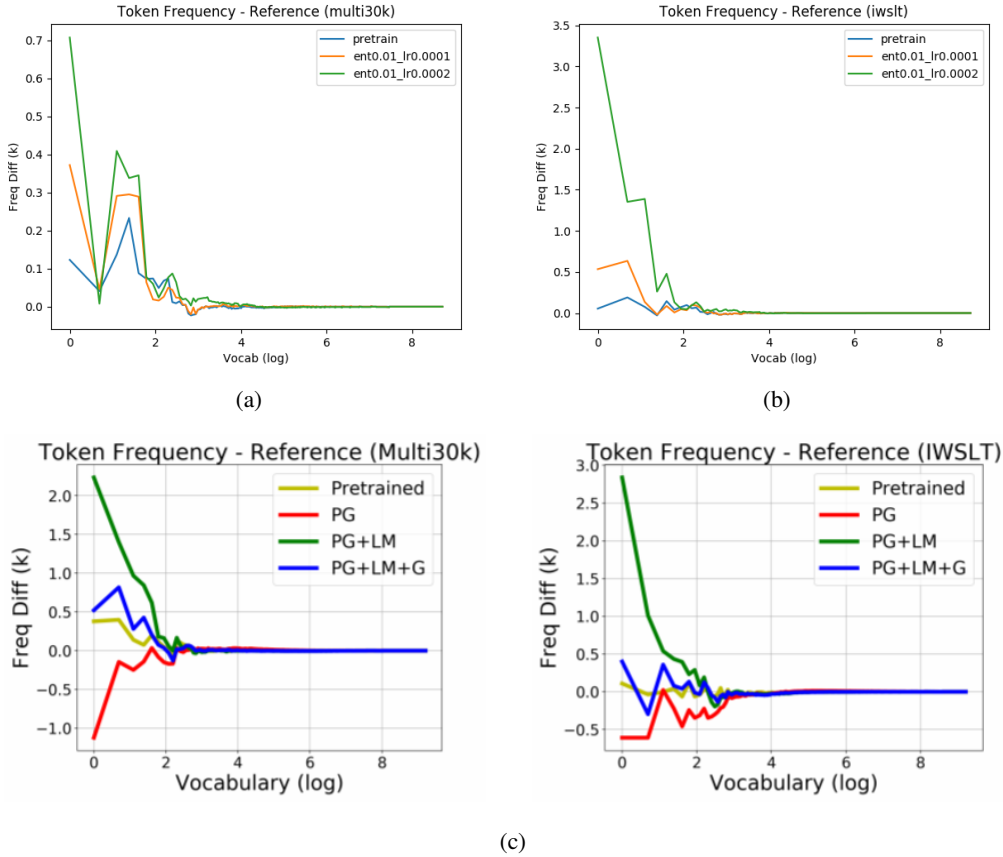 Token Frequency - Reference (multi30k)
0.7
0.6
0.5
0.4
0.3
0.2
0.1
0.0
Freq Diff (k)
pretrain
ent0.01_lr0.0001
ent0.01_lr0.0002
0 2 4 6 8
Vocab (log)
(a)
Token Frequency - Reference (iwslt)
3.5
3.0
2.5
2.0
1.5
1.0
0.5
0.0
Freq Diff (k)
pretrain
ent0.01_lr0.0001
ent0.01_lr0.0002
0 2 4 6 8
Vocab (log)
(b)
Token Frequency - Reference (Multi30k)
2.0
1.5
1.0
0.5
0.0
−0.5
−1.0
Freq Diff (k)
Pretrained
PG
PG+LM
PG+LM+G
0 2 4 6 8
Vocabulary (log)
Token Frequency - Reference (IWSLT)
3.0
2.5
2.0
1.5
1.0
0.5
0.0
−0.5
Freq Diff (k)
Pretrained
PG
PG+LM
PG+LM+G
0 2 4 6 8
Vocabulary (log)
(c)